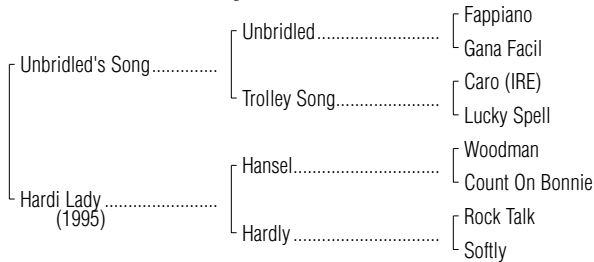 Fappiano
Unbridled
Gana Facil
Unbridled's Song
Caro (IRE)
Trolley Song
Lucky Spell
Woodman
Hansel
Count On Bonnie
Hardi Lady
(1995)
Rock Talk
Hardly
Softly